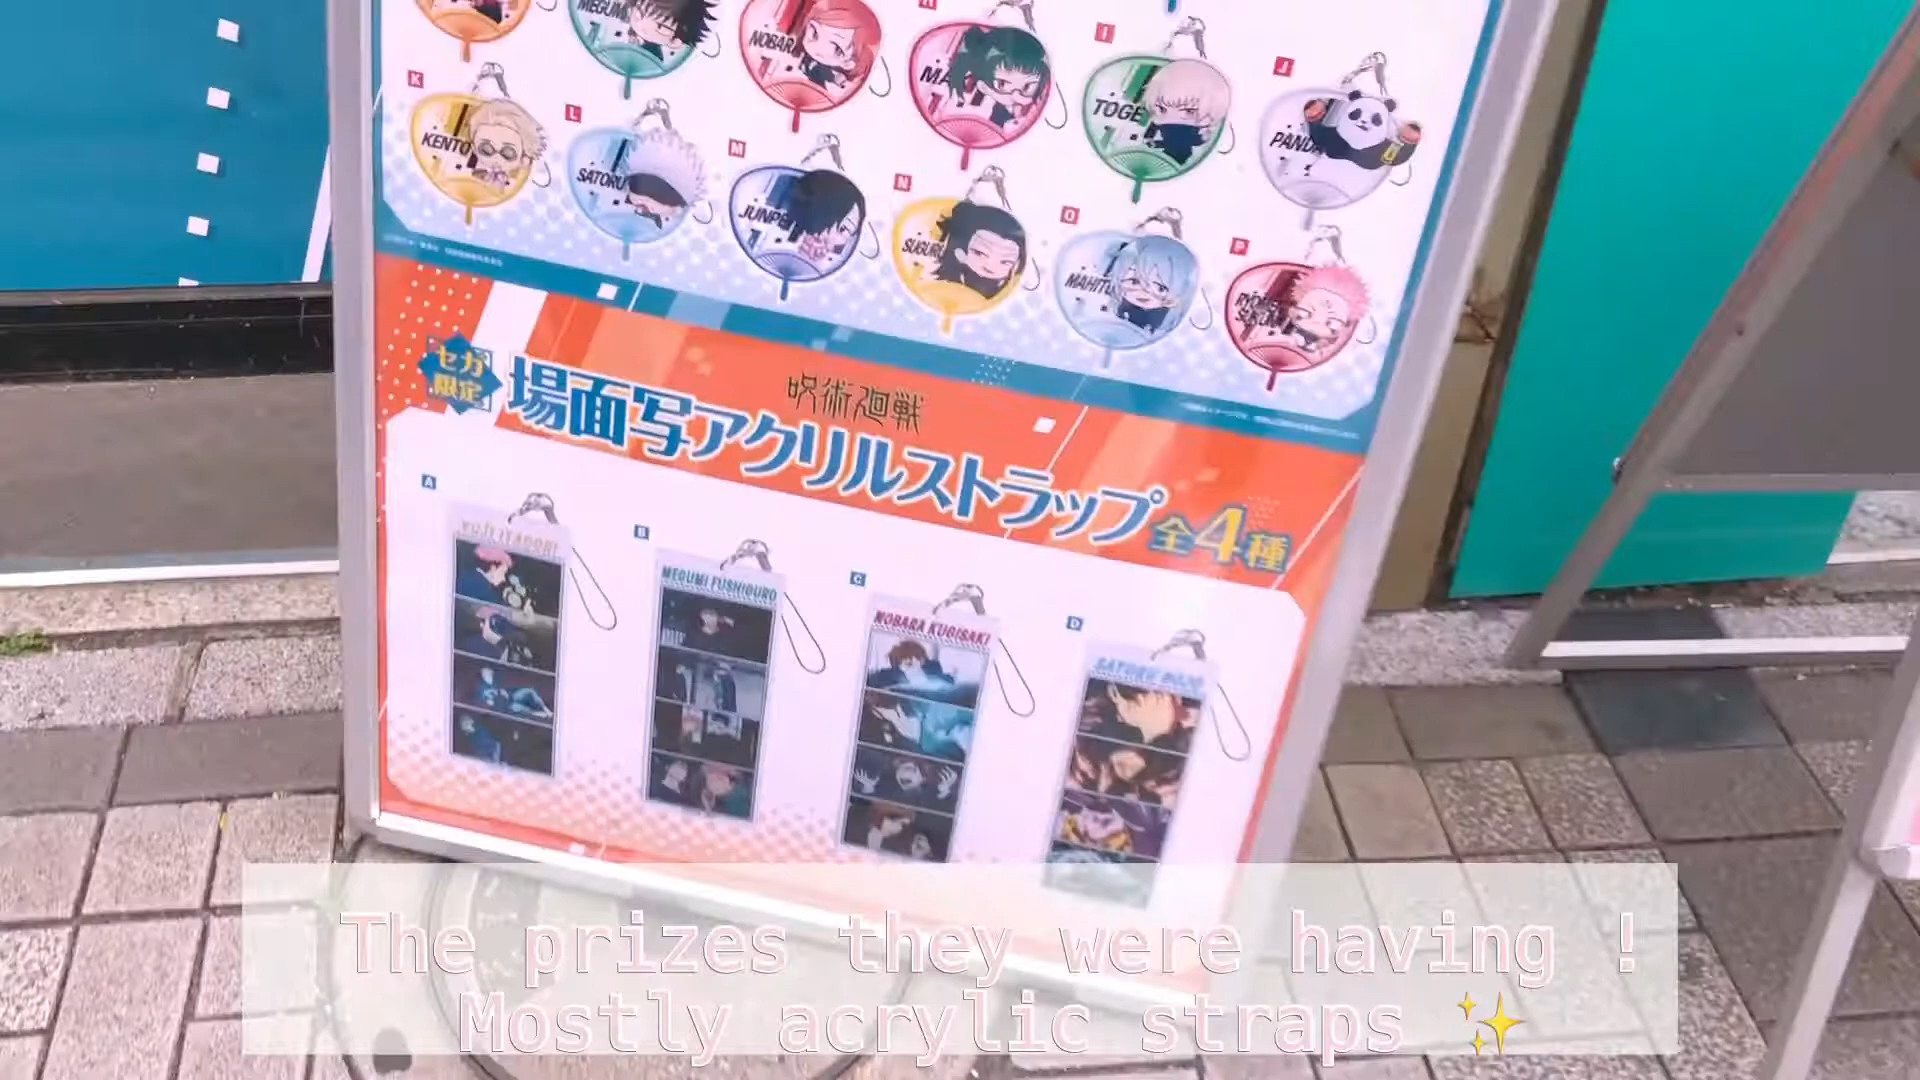 MEGUMI
NOBARA
H
I
TOGE
J
PANDA
K
KENTO
L
SATORU
M
JUNPEI
N
SUGURU
O
MAHITO
P
RYOMEN
SUKUNA
セガ
限定
呪術廻戦
場面写アクリルストラップ
全4種
A
YUJI ITADORI
B
MEGUMI FUSHIGURO
C
NOBARA KUGISAKI
D
SATORU GOJO
The prizes they were having !
Mostly acrylic straps ✨